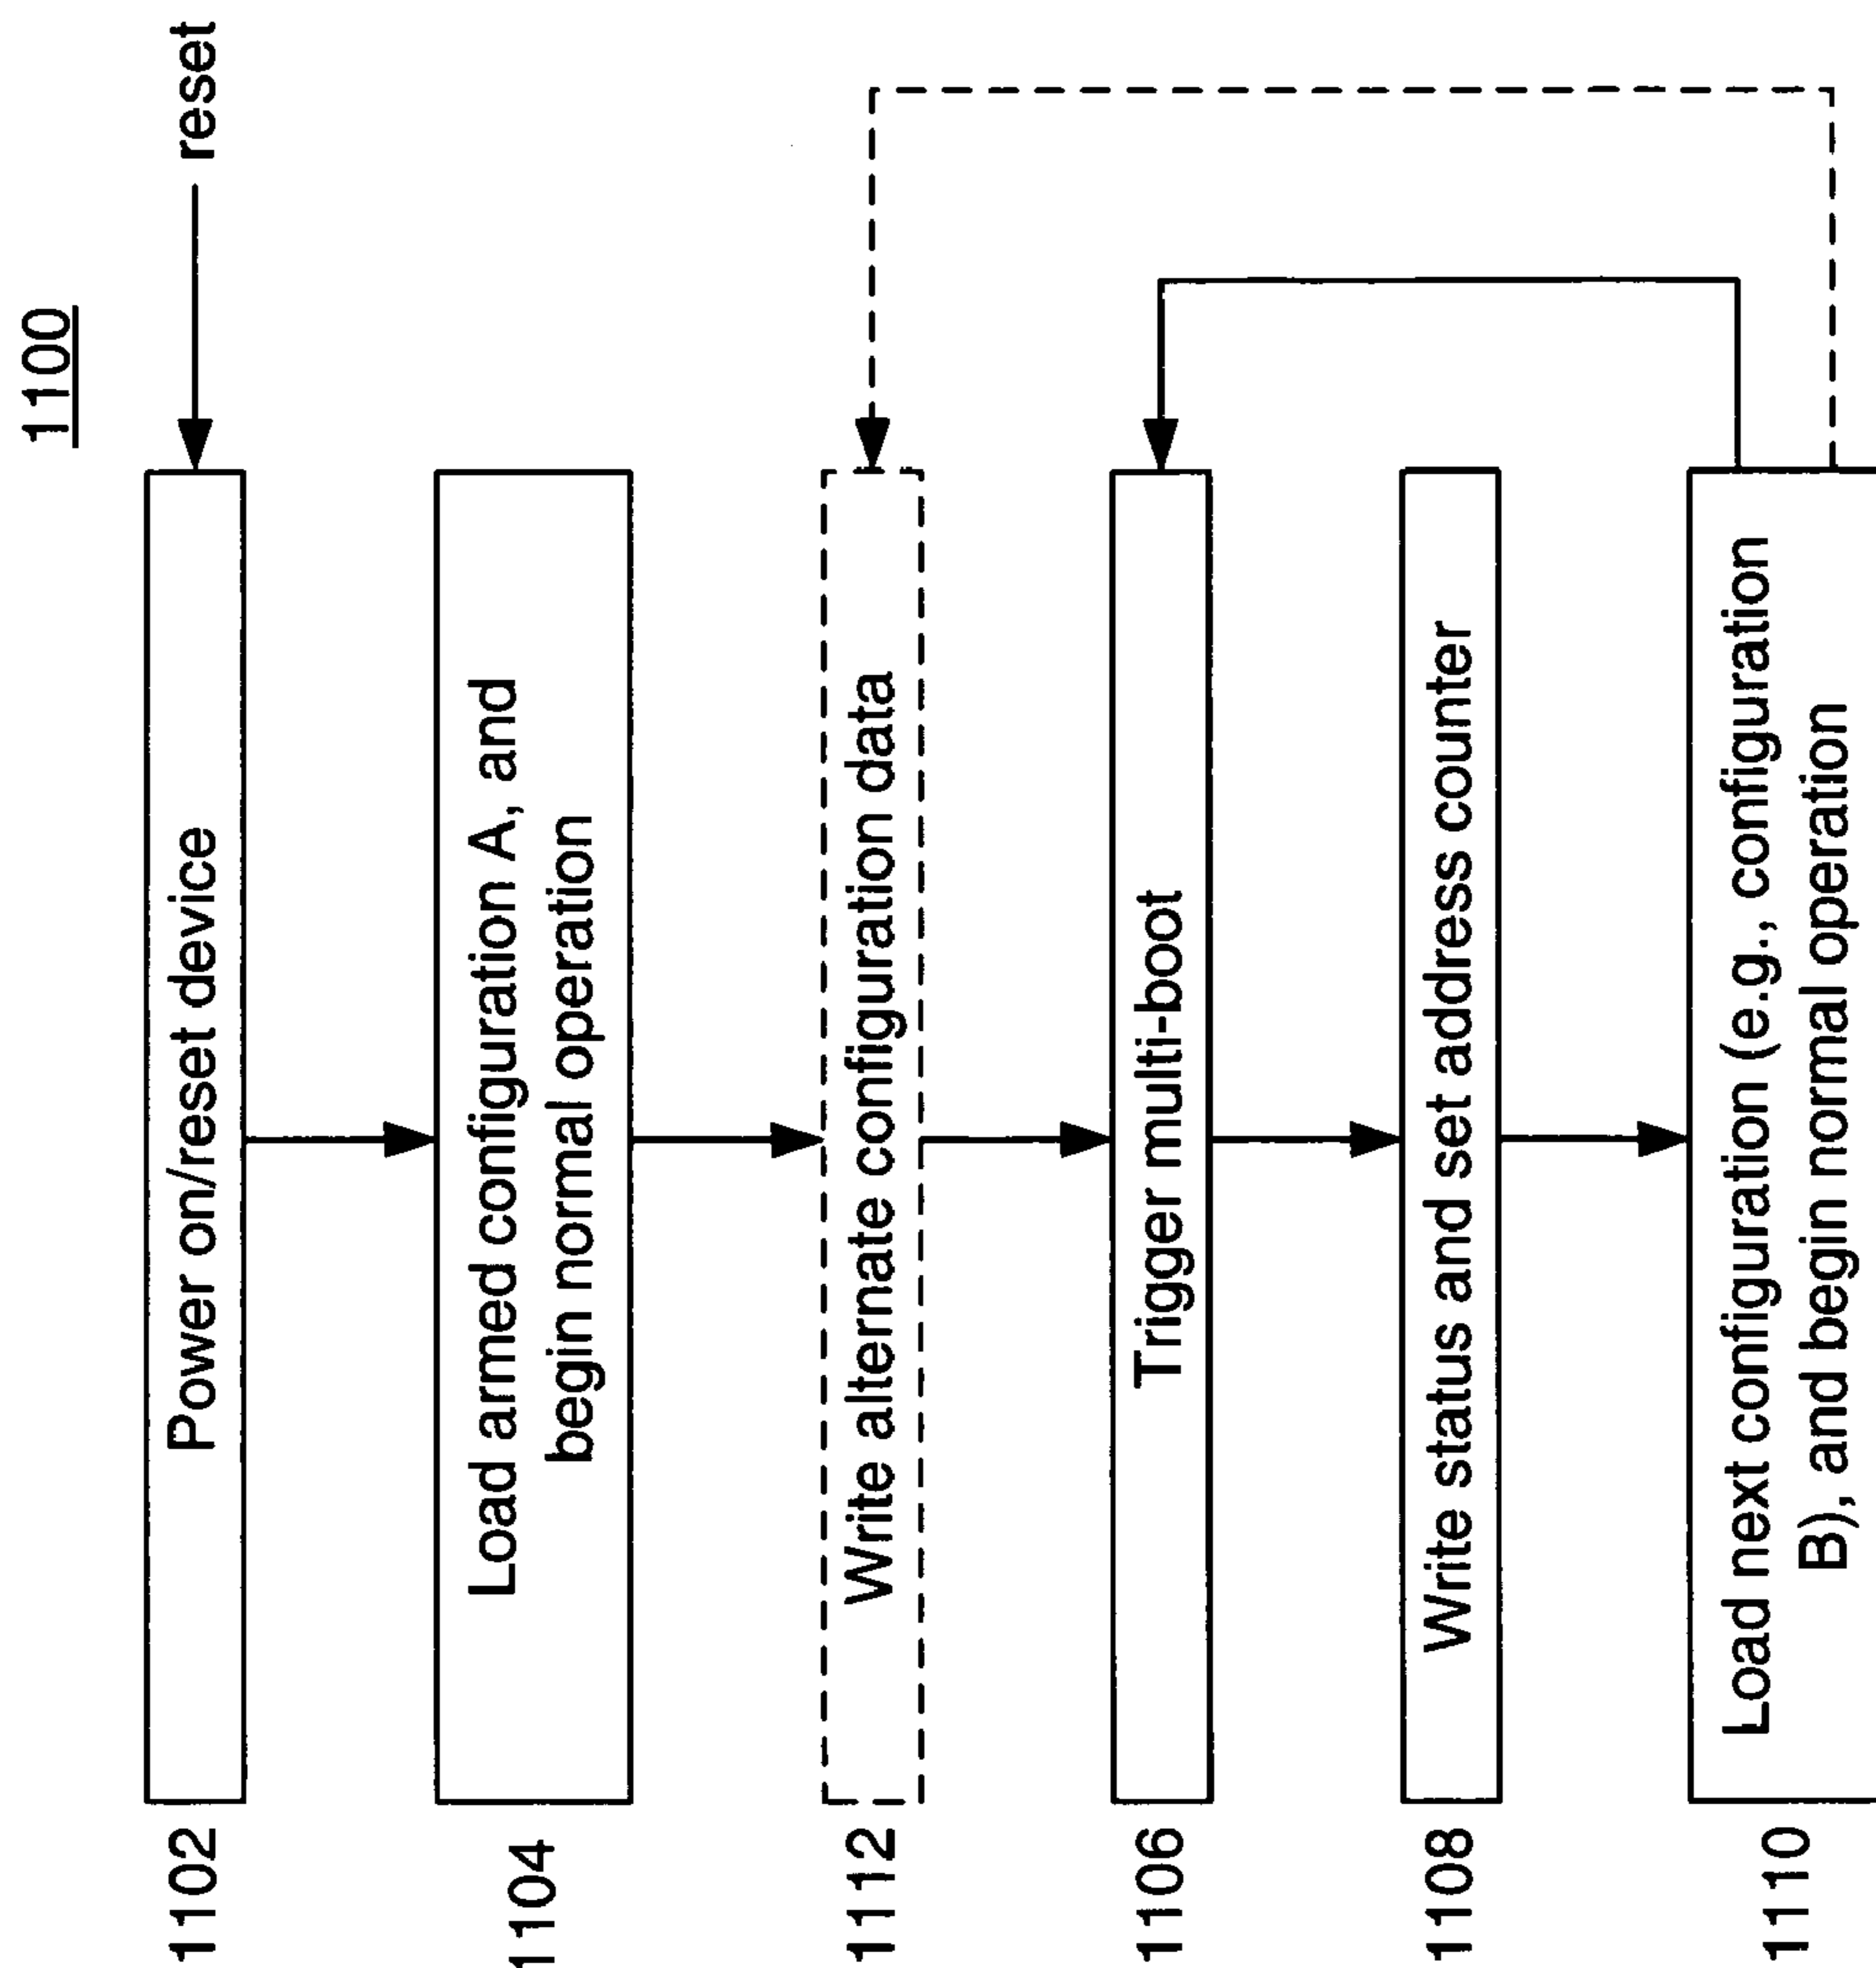 1100
reset
1102
Power on/reset device
1104
Load armed configuration A, and
begin normal operation
1112
Write alternate configuration data
1106
Trigger multi-boot
1108
Write status and set address counter
1110
Load next configuration (e.g., configuration
B), and begin normal operation